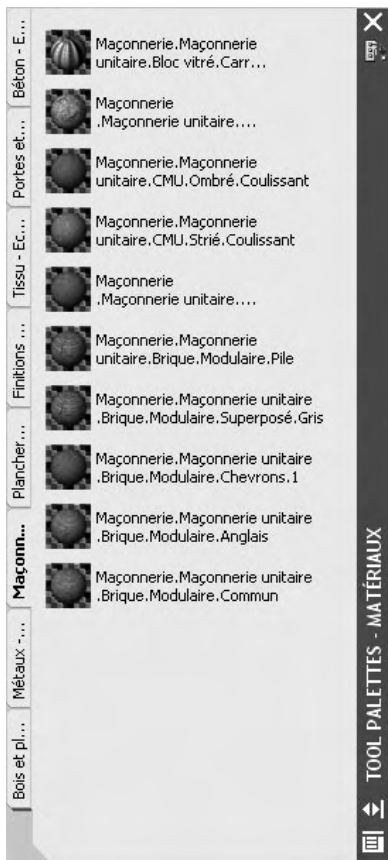 Béton - E...
Portes et...
Tissu - Ec...
Finitions ...
Plancher...
Maçonn...
Métaux -...
Bois et pl...
Maçonnerie.Maçonnerie
unitaire.Bloc vitré.Carr...
Maçonnerie
.Maçonnerie unitaire....
Maçonnerie.Maçonnerie
unitaire.CMU.Ombré.Coulissant
Maçonnerie.Maçonnerie
unitaire.CMU.Strié.Coulissant
Maçonnerie
.Maçonnerie unitaire....
Maçonnerie.Maçonnerie
unitaire.Brique.Modulaire.Pile
Maçonnerie.Maçonnerie unitaire
.Brique.Modulaire.Superposé.Gris
Maçonnerie.Maçonnerie unitaire
.Brique.Modulaire.Chevrons.1
Maçonnerie.Maçonnerie unitaire
.Brique.Modulaire.Anglais
Maçonnerie.Maçonnerie unitaire
.Brique.Modulaire.Commun
TOOL PALETTES - MATÉRIAUX